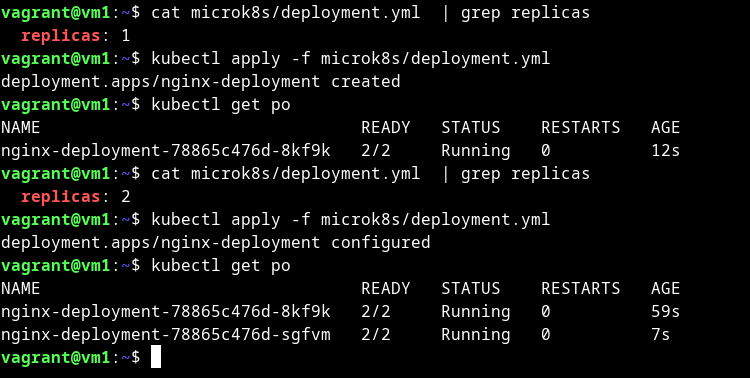 vagrant@vm1:~$ cat microk8s/deployment.yml  | grep replicas
  replicas: 1
vagrant@vm1:~$ kubectl apply -f microk8s/deployment.yml
deployment.apps/nginx-deployment created
vagrant@vm1:~$ kubectl get po
NAME                                READY   STATUS    RESTARTS   AGE
nginx-deployment-78865c476d-8kf9k   2/2     Running   0          12s
vagrant@vm1:~$ cat microk8s/deployment.yml  | grep replicas
  replicas: 2
vagrant@vm1:~$ kubectl apply -f microk8s/deployment.yml
deployment.apps/nginx-deployment configured
vagrant@vm1:~$ kubectl get po
NAME                                READY   STATUS    RESTARTS   AGE
nginx-deployment-78865c476d-8kf9k   2/2     Running   0          59s
nginx-deployment-78865c476d-sgfvm   2/2     Running   0          7s
vagrant@vm1:~$